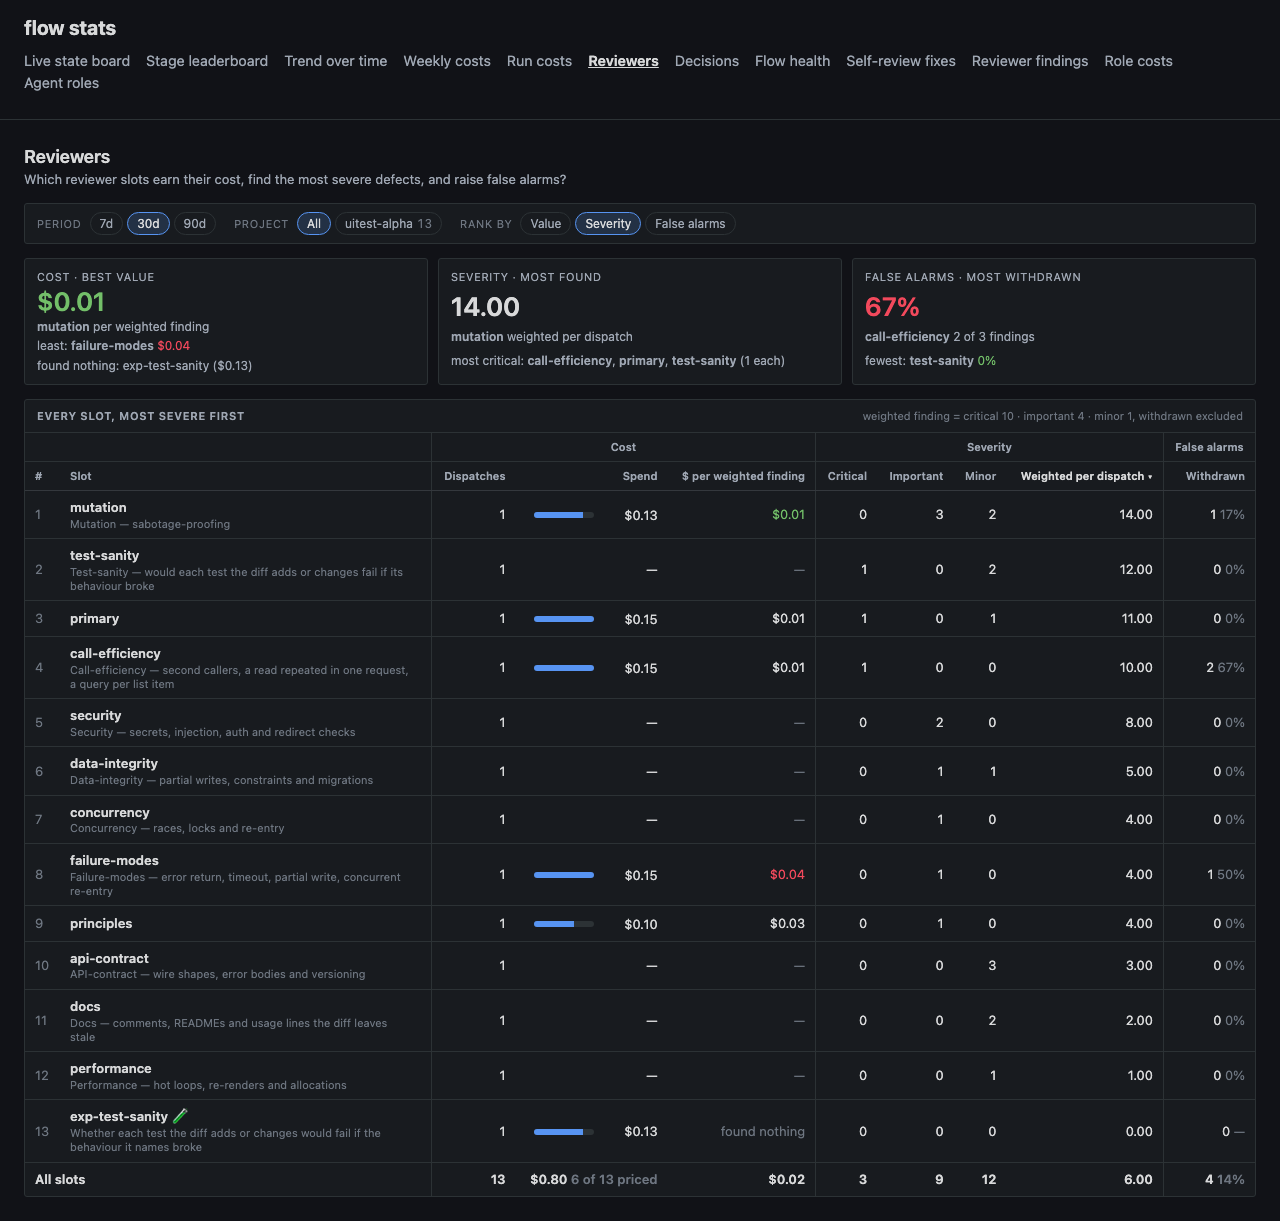 flow stats
Live state board Stage leaderboard Trend over time Weekly costs Run costs Reviewers Decisions Flow health Self-review fixes Reviewer findings Role costs
Agent roles
Reviewers
Which reviewer slots earn their cost, find the most severe defects, and raise false alarms?
PERIOD 7d 30d 90d PROJECT All uitest-alpha 13 RANK BY Value Severity False alarms
COST · BEST VALUE
$0.01
mutation per weighted finding
least: failure-modes $0.04
found nothing: exp-test-sanity ($0.13)
SEVERITY · MOST FOUND
14.00
mutation weighted per dispatch
most critical: call-efficiency, primary, test-sanity (1 each)
FALSE ALARMS · MOST WITHDRAWN
67%
call-efficiency 2 of 3 findings
fewest: test-sanity 0%
EVERY SLOT, MOST SEVERE FIRST weighted finding = critical 10 · important 4 · minor 1, withdrawn excluded
Cost Severity False alarms
# Slot Dispatches Spend $ per weighted finding Critical Important Minor Weighted per dispatch ▾ Withdrawn
1 mutation 1 $0.13 $0.01 0 3 2 14.00 1 17%
Mutation — sabotage-proofing
2 test-sanity 1 — — 1 0 2 12.00 0 0%
Test-sanity — would each test the diff adds or changes fail if its
behaviour broke
3 primary 1 $0.15 $0.01 1 0 1 11.00 0 0%
4 call-efficiency 1 $0.15 $0.01 1 0 0 10.00 2 67%
Call-efficiency — second callers, a read repeated in one request,
a query per list item
5 security 1 — — 0 2 0 8.00 0 0%
Security — secrets, injection, auth and redirect checks
6 data-integrity 1 — — 0 1 1 5.00 0 0%
Data-integrity — partial writes, constraints and migrations
7 concurrency 1 — — 0 1 0 4.00 0 0%
Concurrency — races, locks and re-entry
8 failure-modes 1 $0.15 $0.04 0 1 0 4.00 1 50%
Failure-modes — error return, timeout, partial write, concurrent
re-entry
9 principles 1 $0.10 $0.03 0 1 0 4.00 0 0%
10 api-contract 1 — — 0 0 3 3.00 0 0%
API-contract — wire shapes, error bodies and versioning
11 docs 1 — — 0 0 2 2.00 0 0%
Docs — comments, READMEs and usage lines the diff leaves
stale
12 performance 1 — — 0 0 1 1.00 0 0%
Performance — hot loops, re-renders and allocations
13 exp-test-sanity 🧪 1 $0.13 found nothing 0 0 0 0.00 0 —
Whether each test the diff adds or changes would fail if the
behaviour it names broke
All slots 13 $0.80 6 of 13 priced $0.02 3 9 12 6.00 4 14%